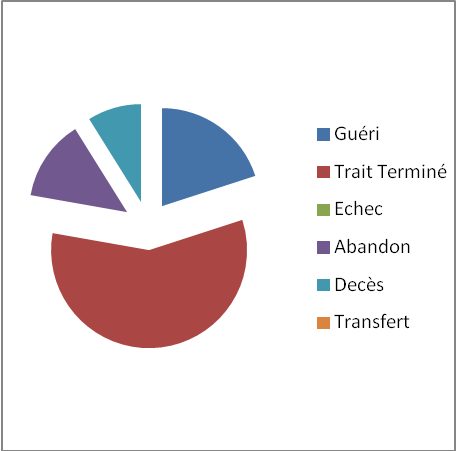 Guéri
Trait Terminé
Echec
Abandon
Decès
Transfert